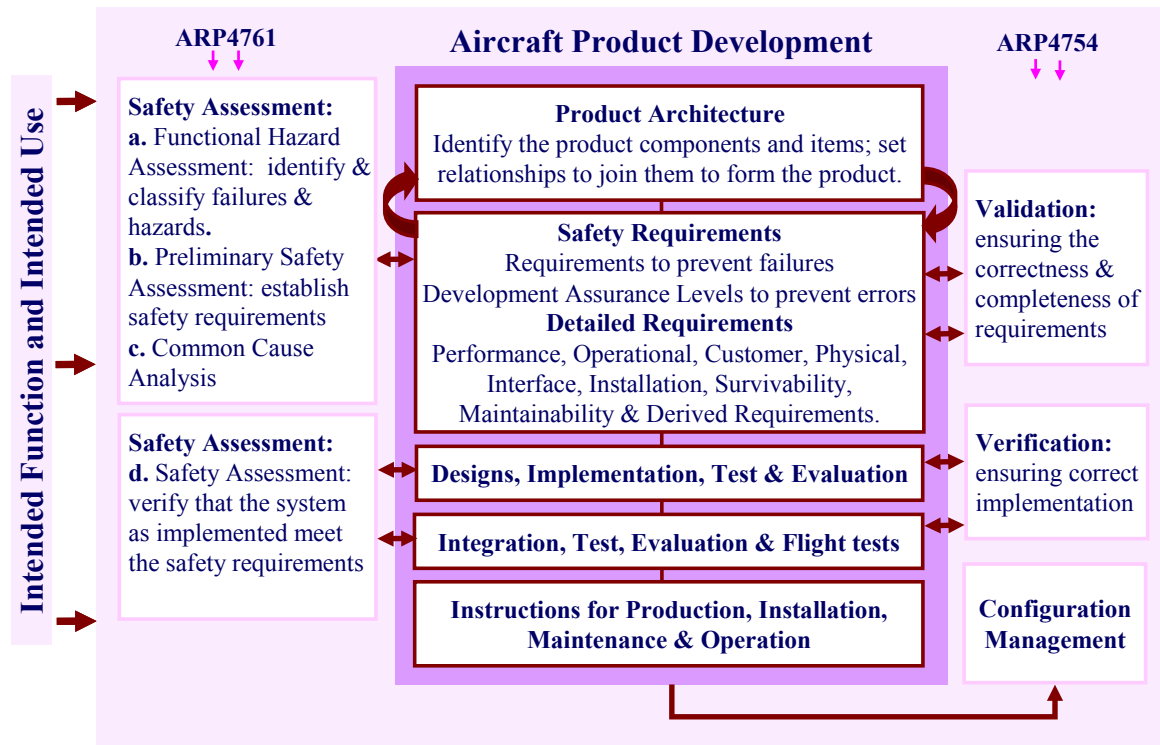 Intended Function and Intended Use
ARP4761
Aircraft Product Development
ARP4754
Safety Assessment:
a. Functional Hazard
Assessment: identify &
classify failures &
hazards.
b. Preliminary Safety
Assessment: establish
safety requirements
c. Common Cause
Analysis
Safety Assessment:
d. Safety Assessment:
verify that the system
as implemented meet
the safety requirements
Product Architecture
Identify the product components and items; set
relationships to join them to form the product.
Safety Requirements
Requirements to prevent failures
Development Assurance Levels to prevent errors
Detailed Requirements
Performance, Operational, Customer, Physical,
Interface, Installation, Survivability,
Maintainability & Derived Requirements.
Designs, Implementation, Test & Evaluation
Integration, Test, Evaluation & Flight tests
Instructions for Production, Installation,
Maintenance & Operation
Validation:
ensuring the
correctness &
completeness of
requirements
Verification:
ensuring correct
implementation
Configuration
Management